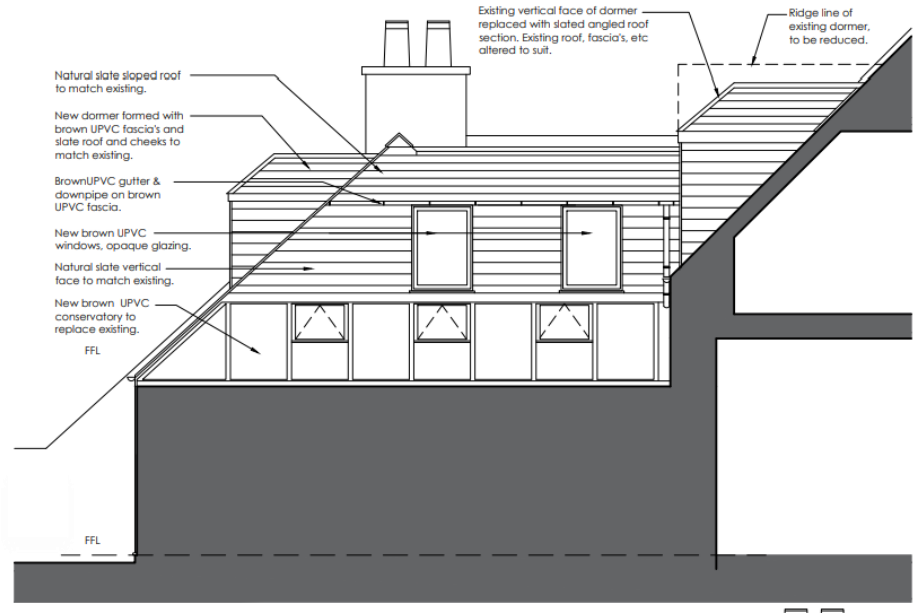 Existing vertical face of dormer
replaced with slated angled roof
section. Existing roof, fascia's, etc
altered to suit.
Ridge line of
existing dormer,
to be reduced.
Natural slate sloped roof
to match existing.
New dormer formed with
brown UPVC fascia's and
slate roof and cheeks to
match existing.
BrownUPVC gutter &
downpipe on brown
UPVC fascia.
New brown UPVC
windows, opaque glazing.
Natural slate vertical
face to match existing.
New brown UPVC
conservatory to
replace existing.
FFL
FFL